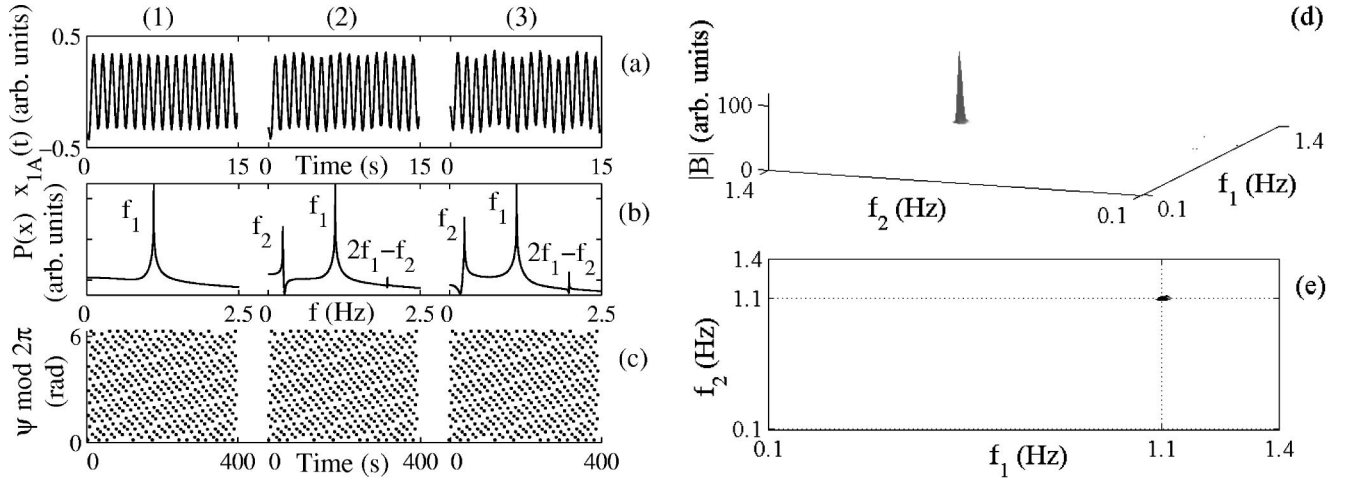 (1) (2) (3)
x₁A(t) (arb. units)
0.5
−0.5
(a)
0 15 0 15 0 15
Time (s)
P(x) (arb. units)
f₁
f₂ f₁ 2f₁−f₂
f₂ f₁ 2f₁−f₂
(b)
0 2.5 0 2.5 0 2.5
f (Hz)
ψ mod 2π (rad)
6
0
(c)
0 400 0 400 0 400
Time (s)
(d)
|B| (arb. units)
100
0
1.4
f₂ (Hz)
0.1
0.1
f₁ (Hz)
1.4
(e)
f₂ (Hz)
1.4
1.1
0.1
0.1 1.1 1.4
f₁ (Hz)